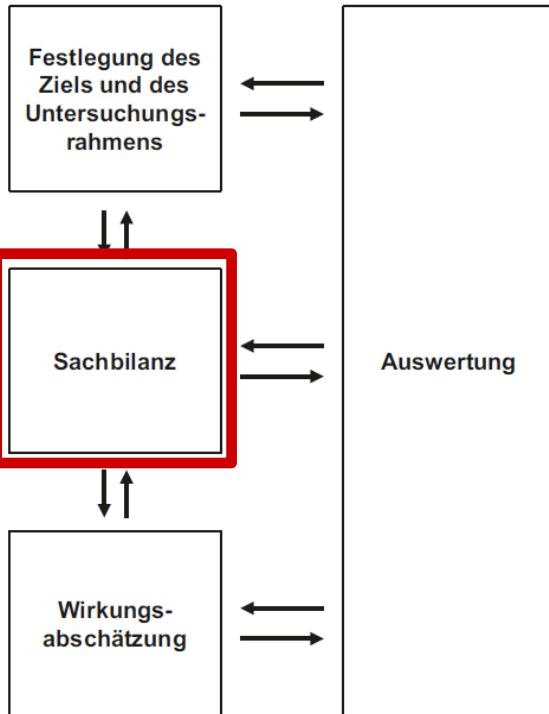 Festlegung des
Ziels und des
Untersuchungs-
rahmens
Sachbilanz
Auswertung
Wirkungs-
abschätzung